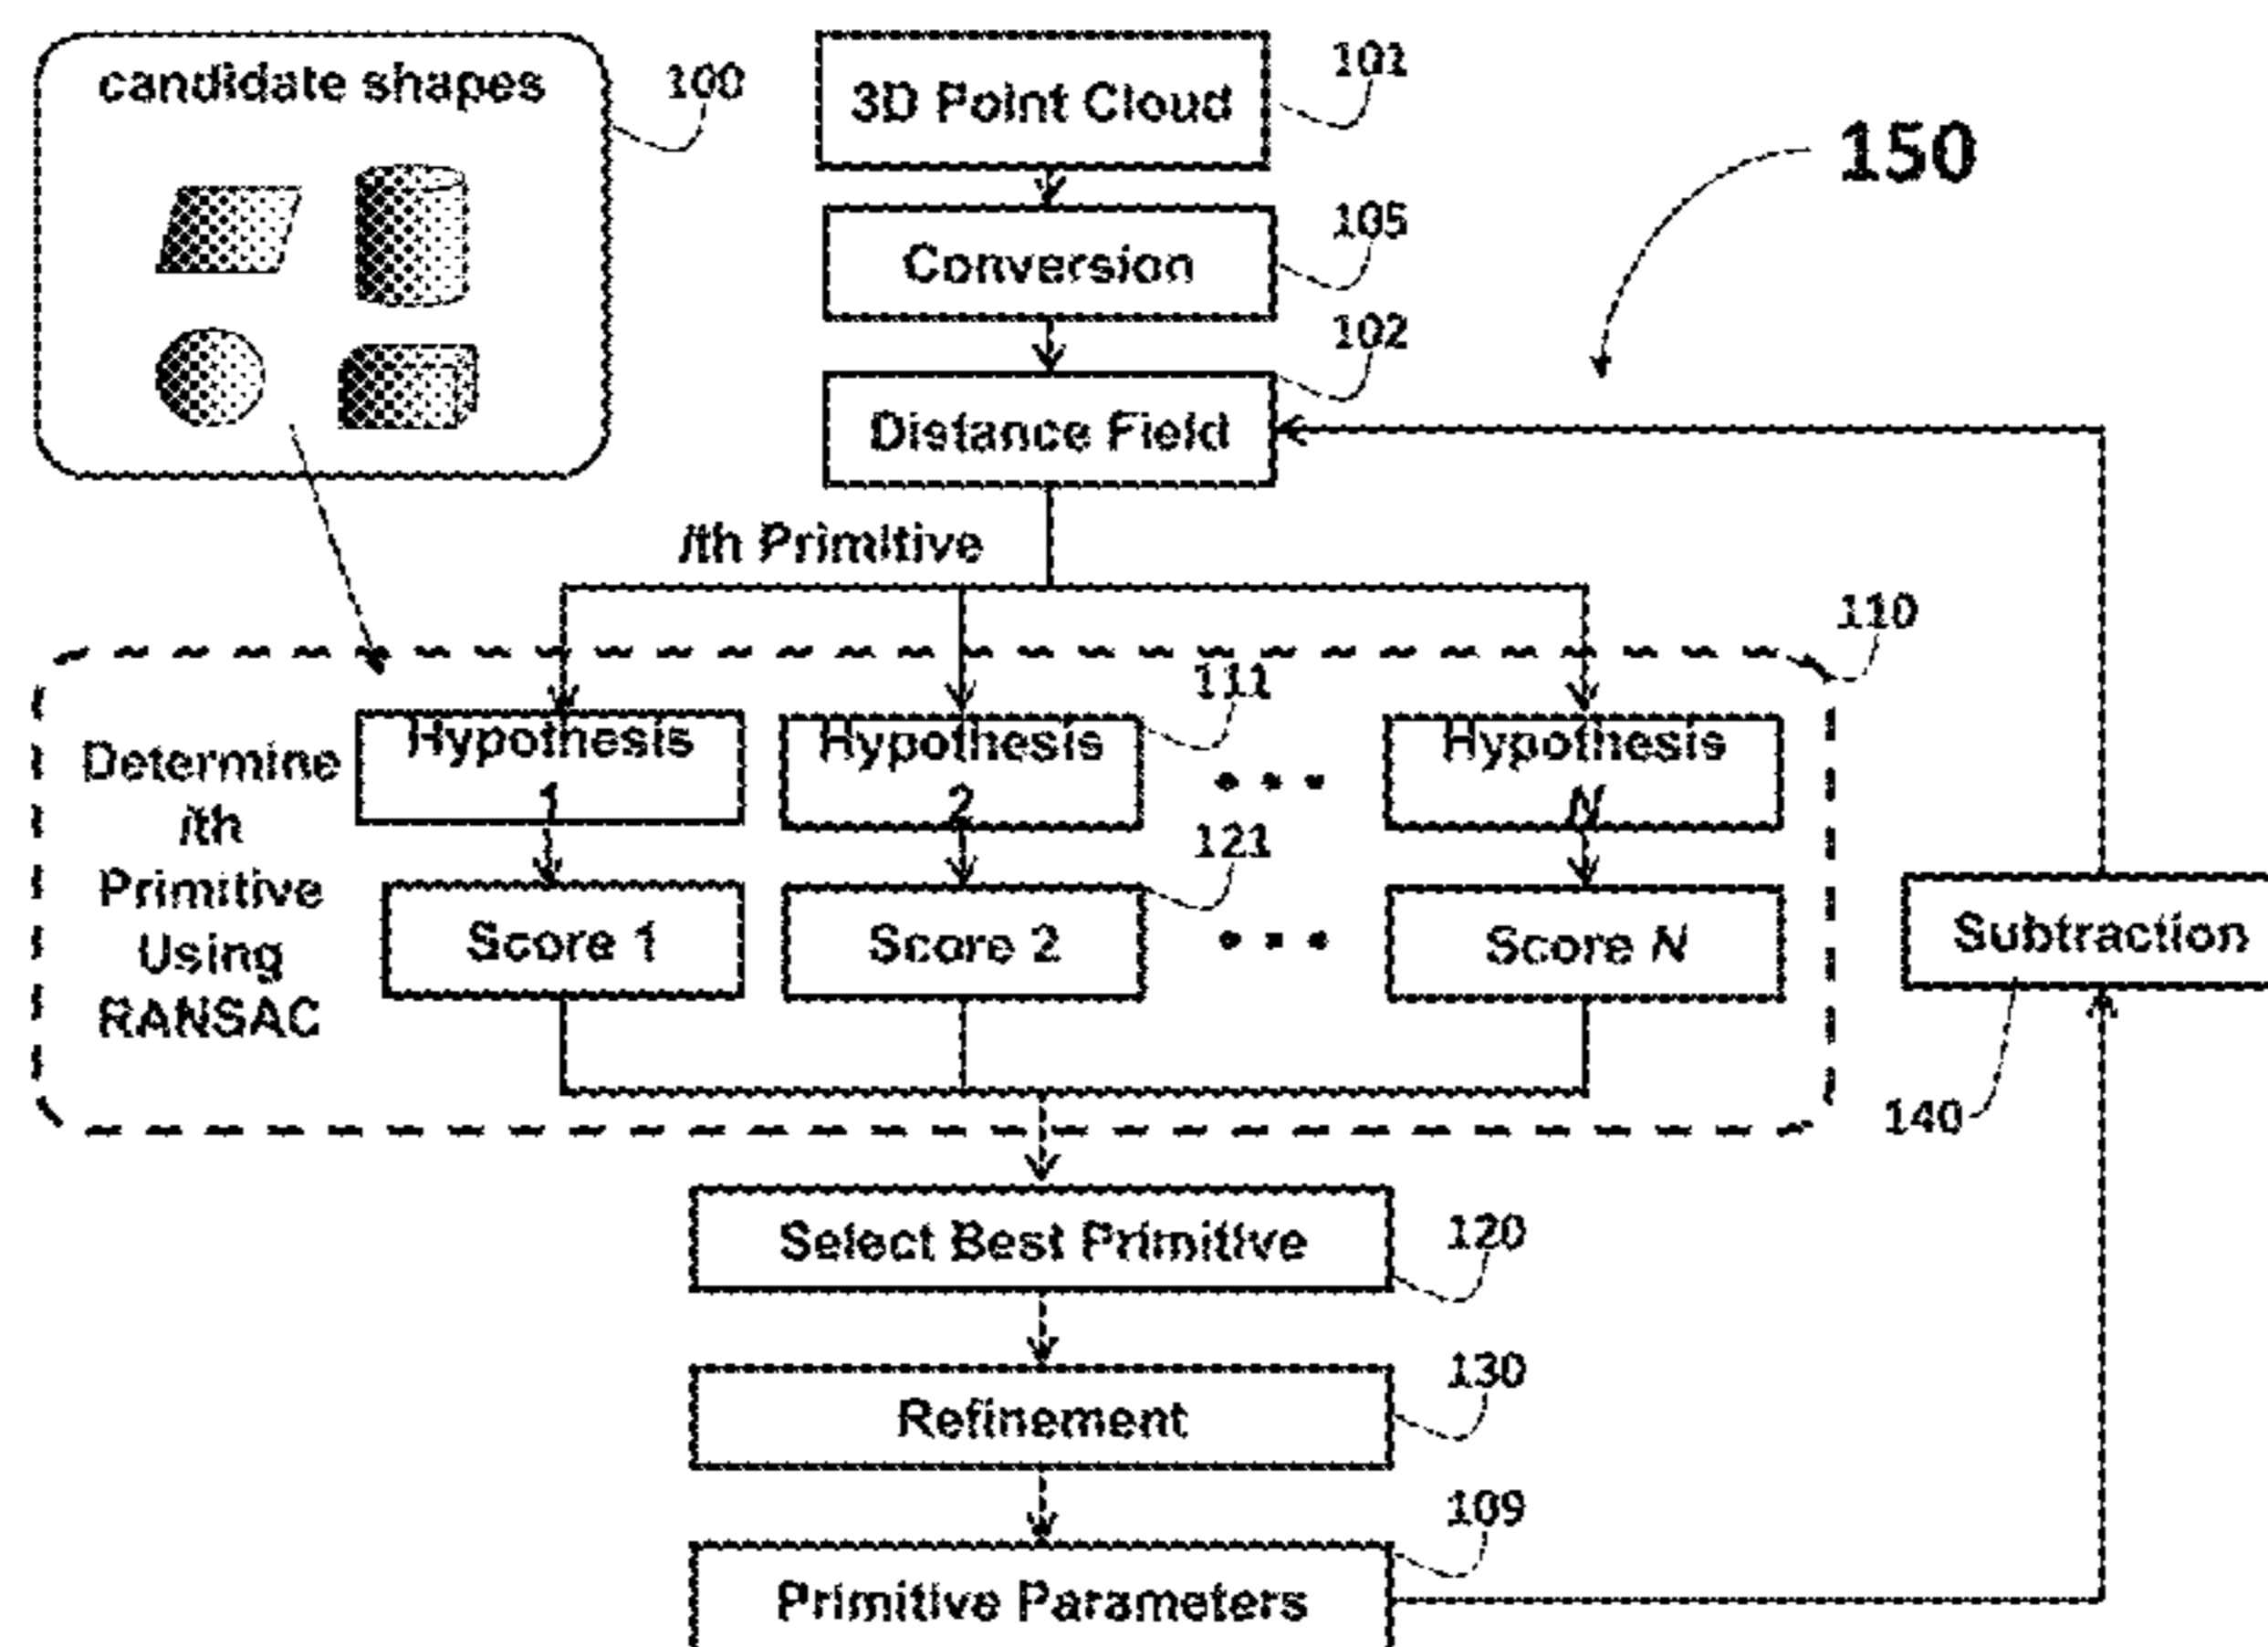 candidate shapes
100
3D Point Cloud
101
150
Conversion
105
102
Distance Field
ith Primitive
110
111
Determine
ith
Primitive
Using
RANSAC
Hypothesis
1
Hypothesis
2
• • •
Hypothesis
N
121
Score 1
Score 2
• • •
Score N
Subtraction
140
Select Best Primitive
120
Refinement
130
109
Primitive Parameters